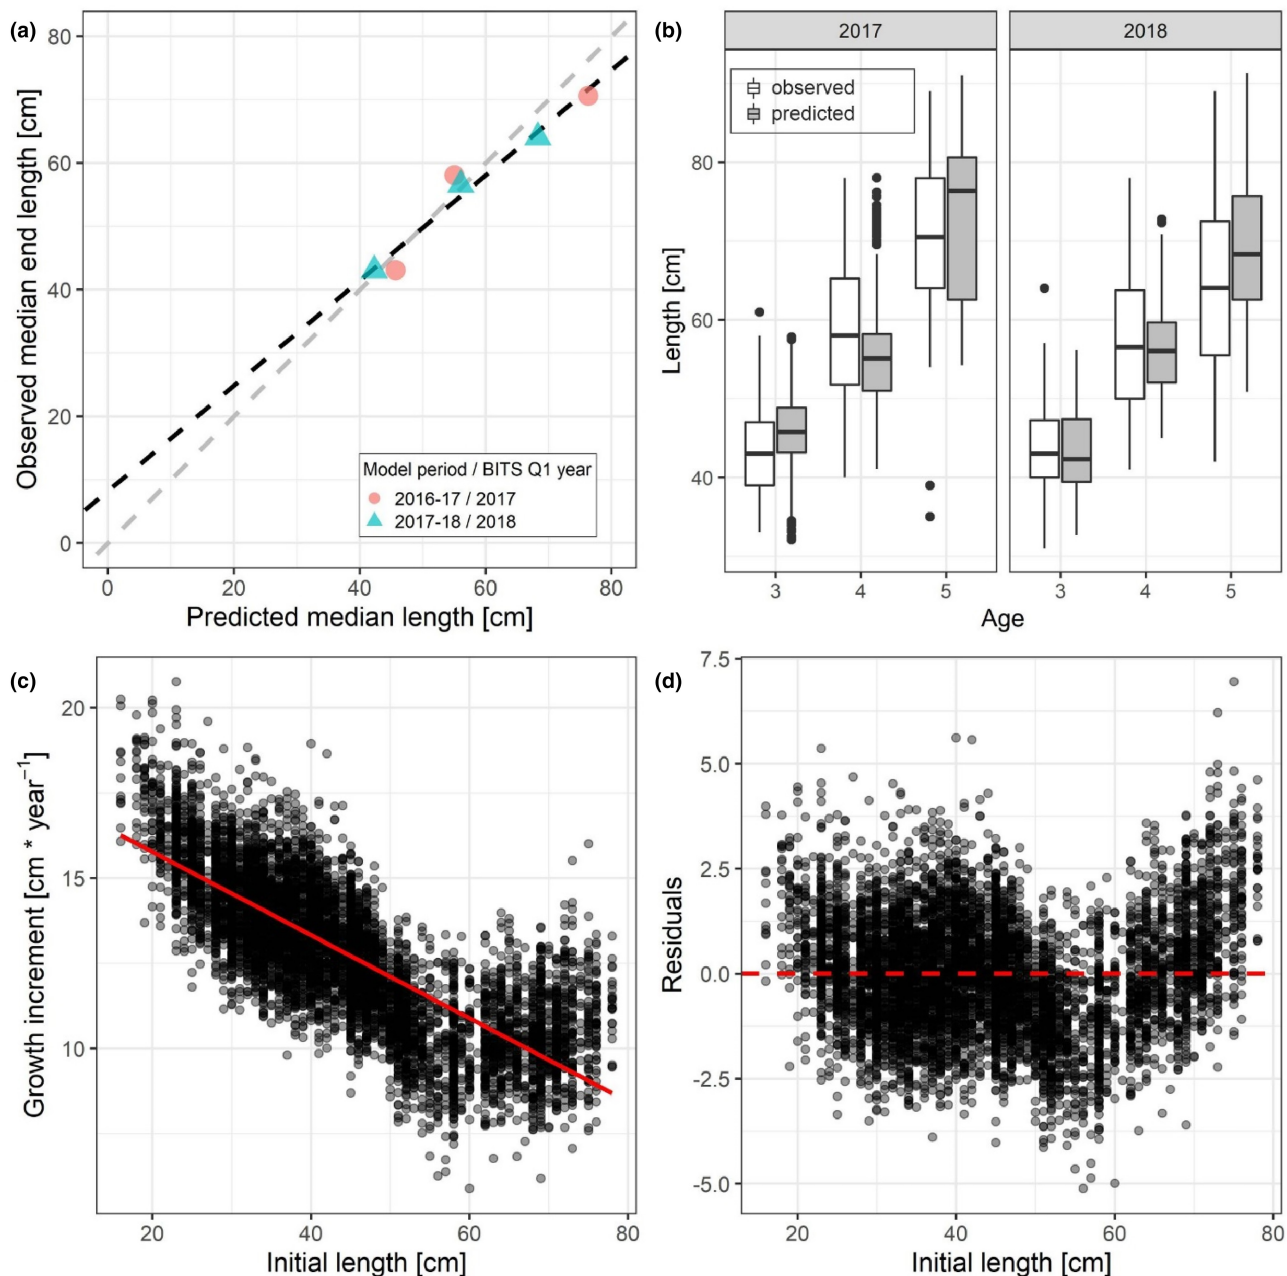 (a)
80
60
40
20
0
0 20 40 60 80
Observed median end length [cm]
Predicted median length [cm]
Model period / BITS Q1 year
2016-17 / 2017
2017-18 / 2018
(b)
2017 2018
observed
predicted
80
60
40
Length [cm]
3 4 5 3 4 5
Age
(c)
20
15
10
Growth increment [cm * year⁻¹]
20 40 60 80
Initial length [cm]
(d)
7.5
5.0
2.5
0.0
-2.5
-5.0
Residuals
20 40 60 80
Initial length [cm]